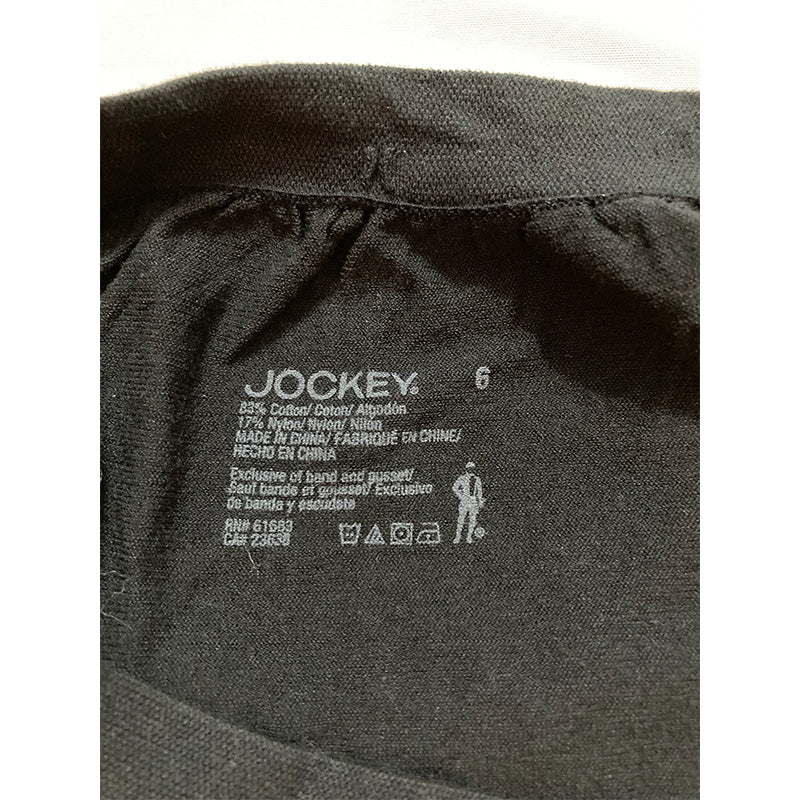 JOCKEY® 6
83% Cotton/ Coton/ Algodón
17% Nylon/ Nylon/ Nilón
MADE IN CHINA/ FABRIQUÉ EN CHINE/
HECHO EN CHINA
Exclusive of band and gusset/
Sauf bande et gousset/ Exclusivo
de banda y escudete
RN# 61683
CA# 23638